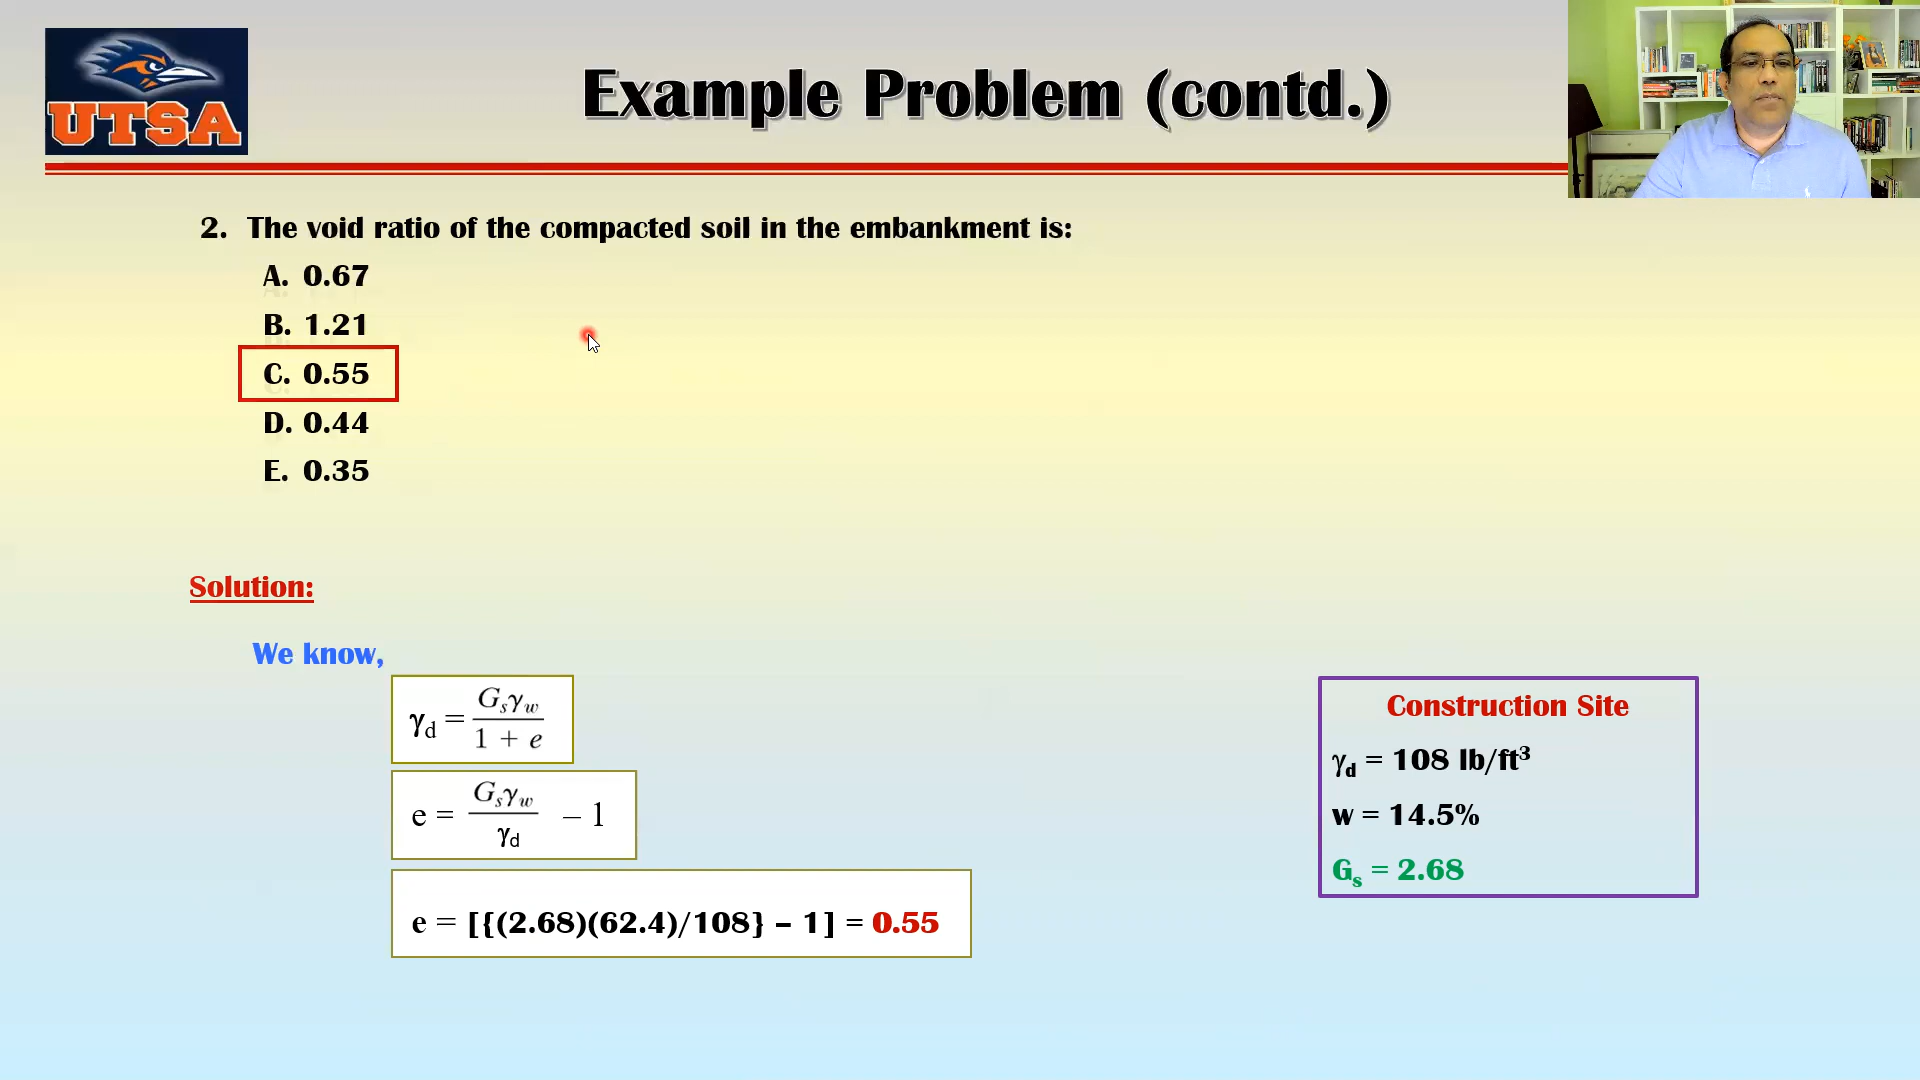 UTSA
Example Problem (contd.)
2. The void ratio of the compacted soil in the embankment is:
A. 0.67
B. 1.21
C. 0.55
D. 0.44
E. 0.35
Solution:
We know,
γd = Gsγw / 1 + e
e = Gsγw / γd – 1
e = [{(2.68)(62.4)/108} – 1] = 0.55
Construction Site
γd = 108 lb/ft³
w = 14.5%
Gs = 2.68